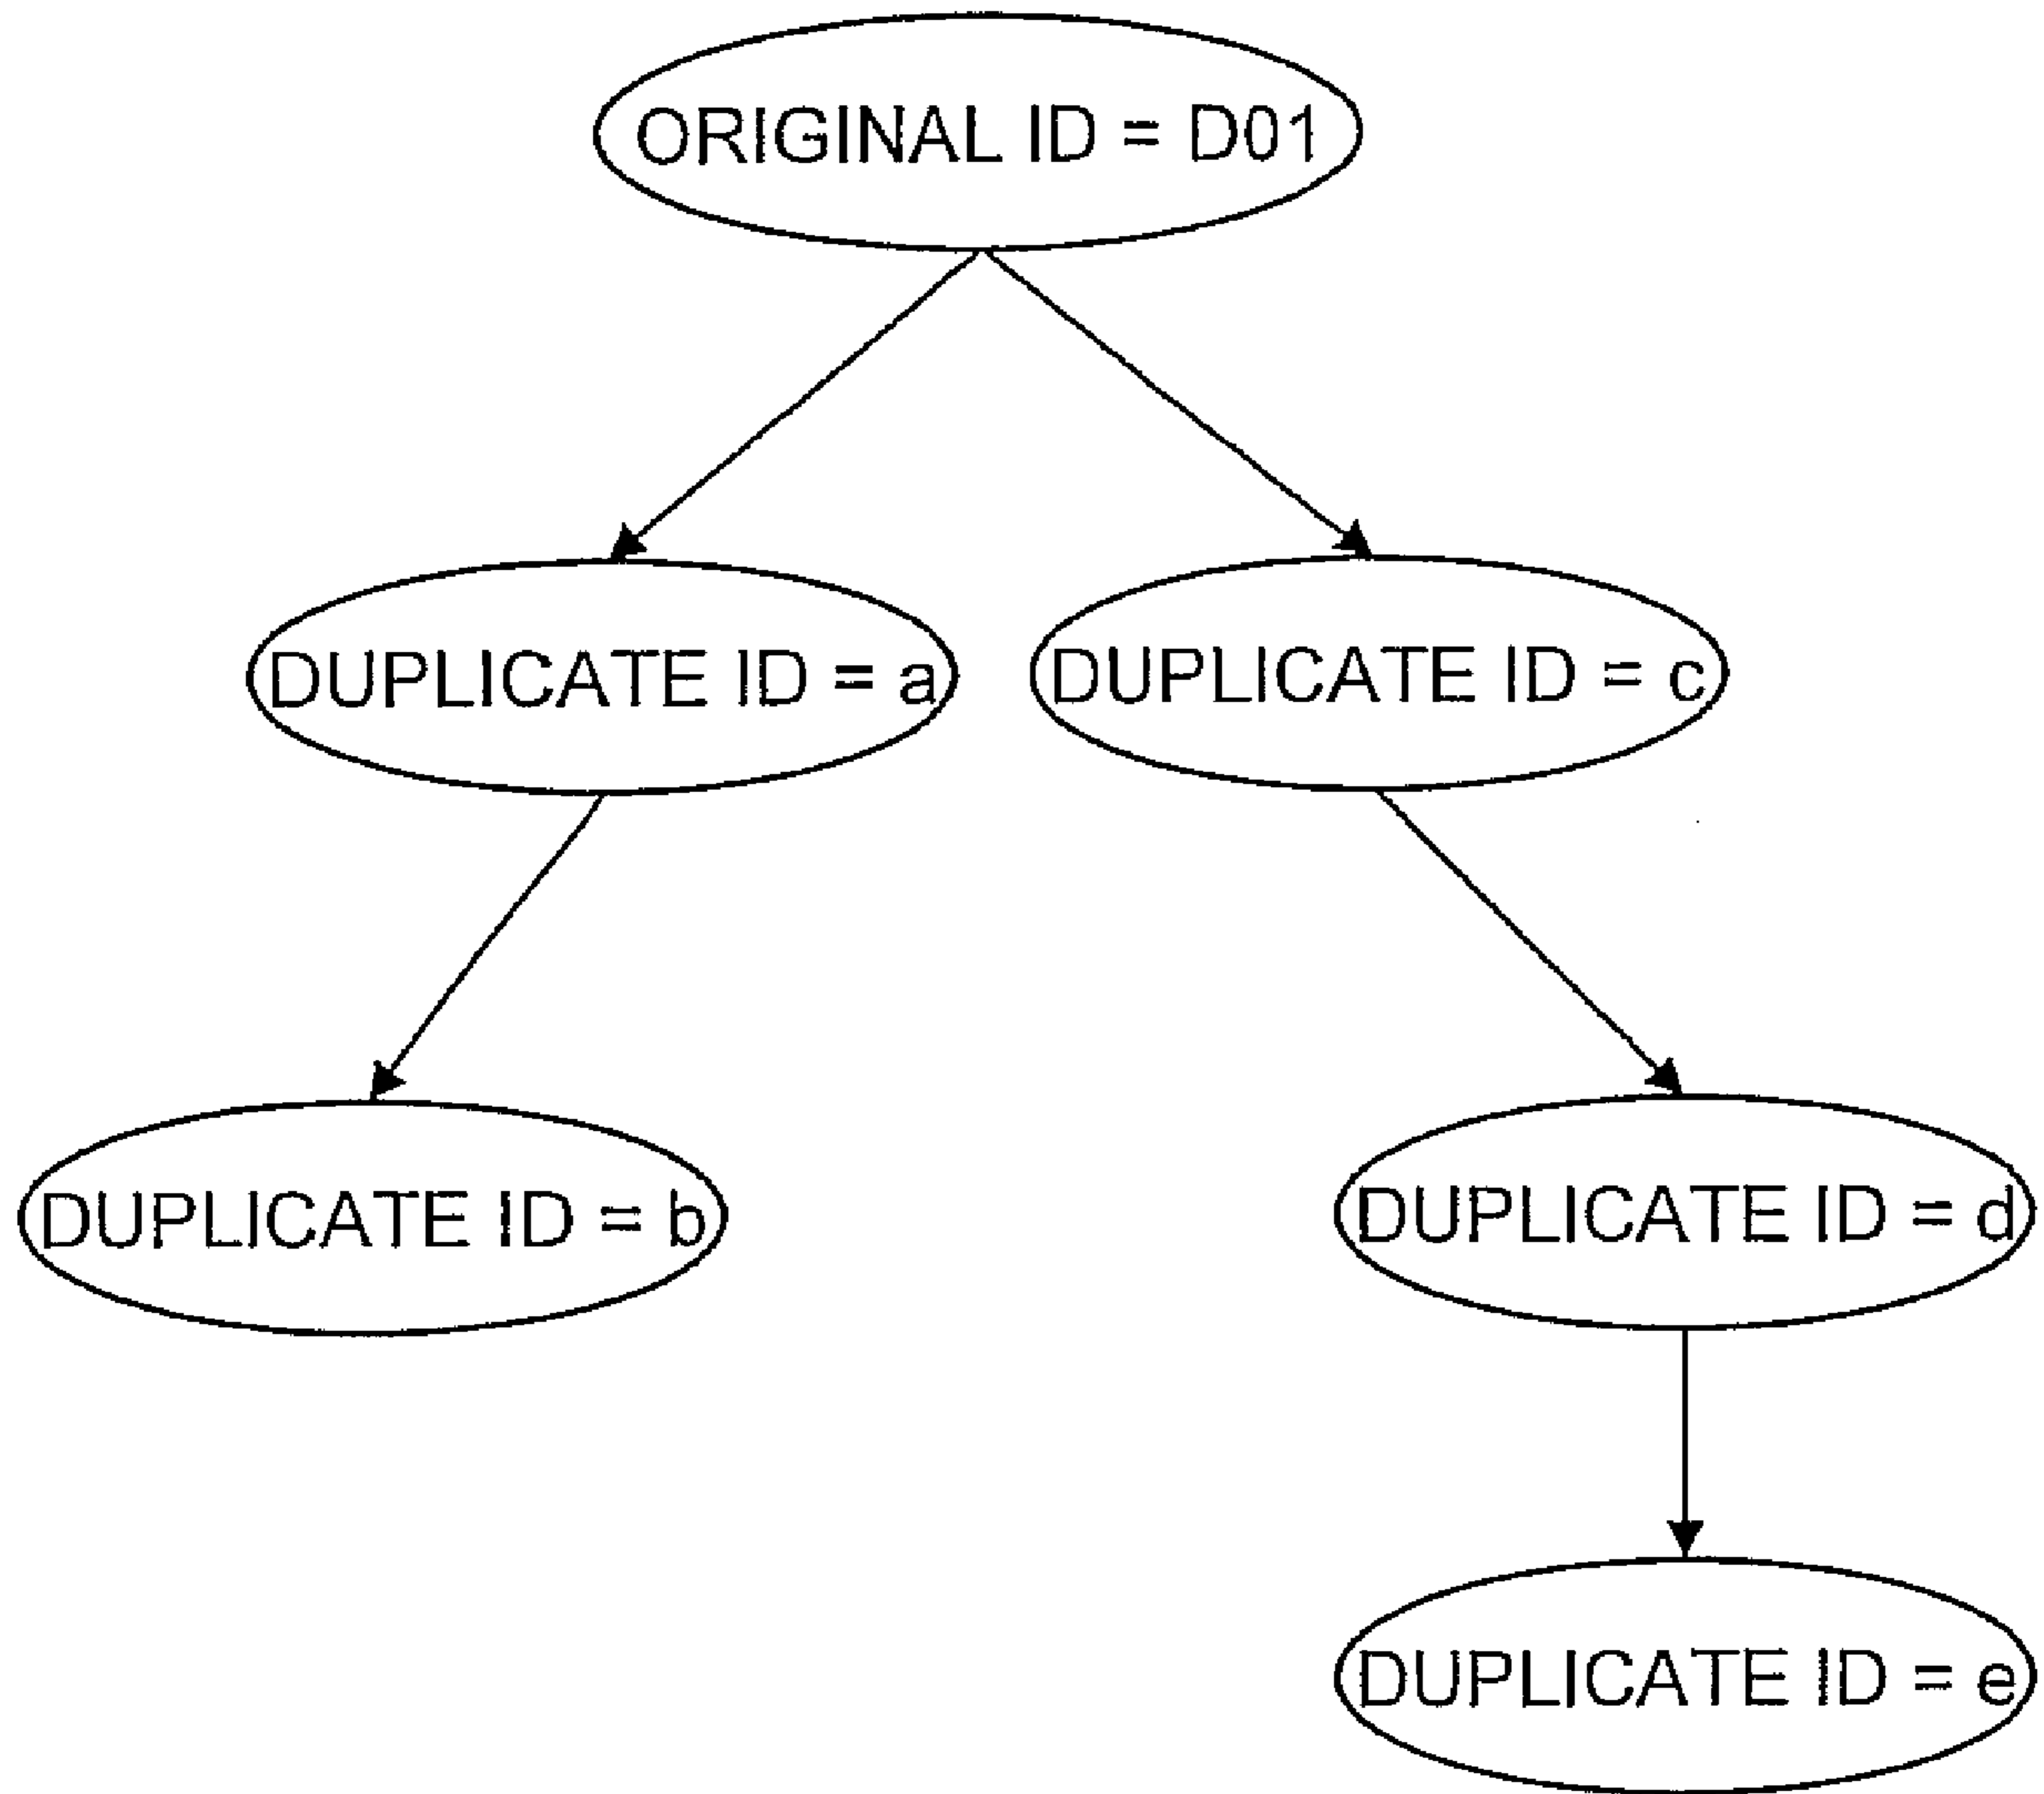 ORIGINAL ID = D01
DUPLICATE ID = a
DUPLICATE ID = c
DUPLICATE ID = b
DUPLICATE ID = d
DUPLICATE ID = e